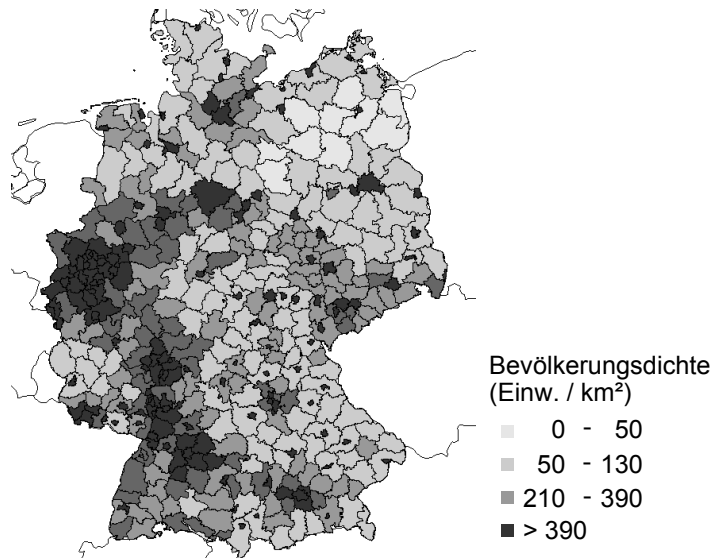 Bevölkerungsdichte
(Einw. / km²)
0 - 50
50 - 130
210 - 390
> 390